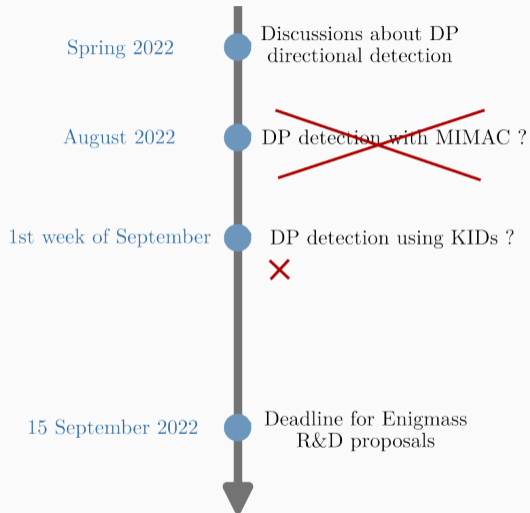 Spring 2022
Discussions about DP
directional detection
August 2022
DP detection with MIMAC ?
1st week of September
DP detection using KIDs ?
15 September 2022
Deadline for Enigmass
R&D proposals